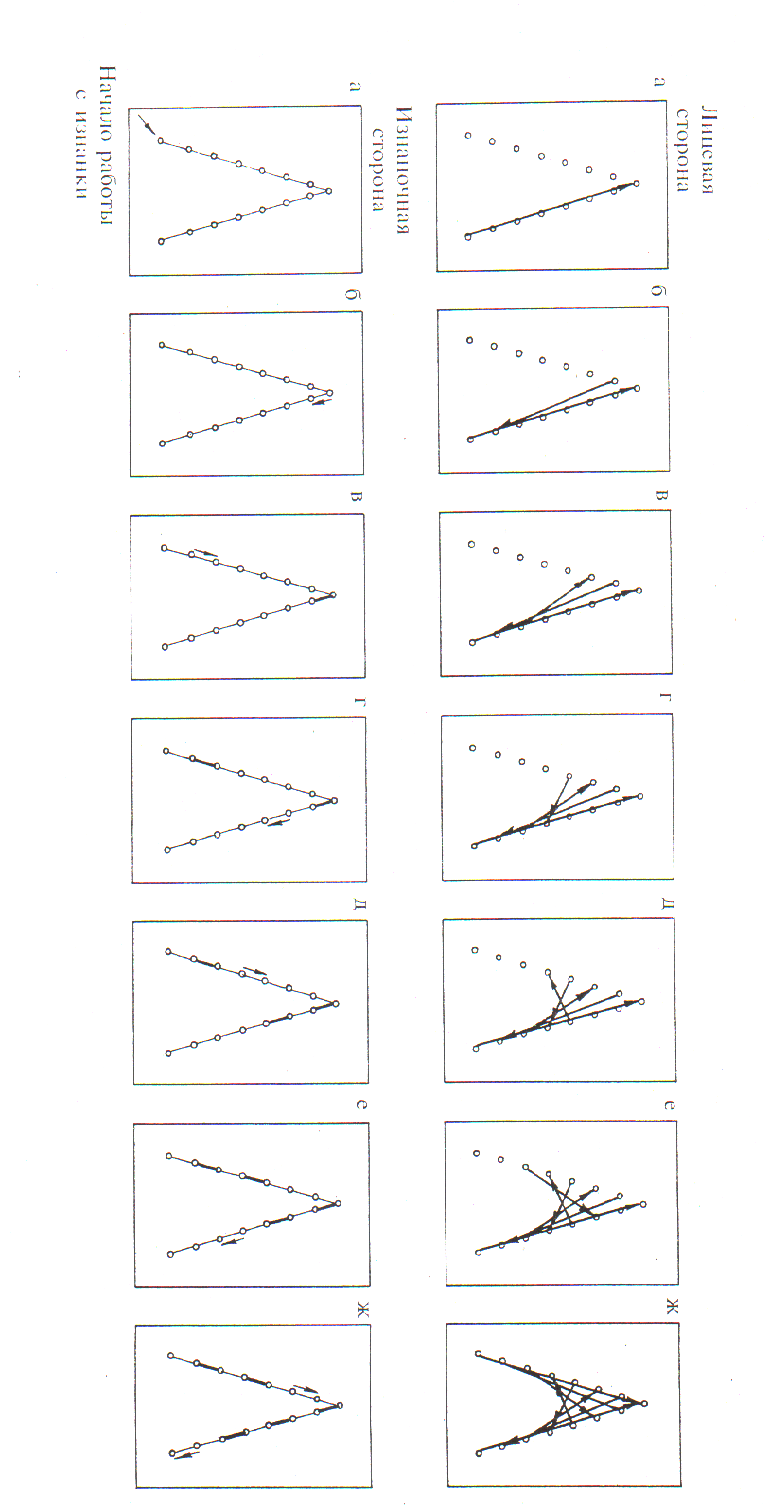 Лицевая
сторона
а б в г д е ж
Изнаночная
сторона
а б в г д е ж
Начало работы
с изнанки